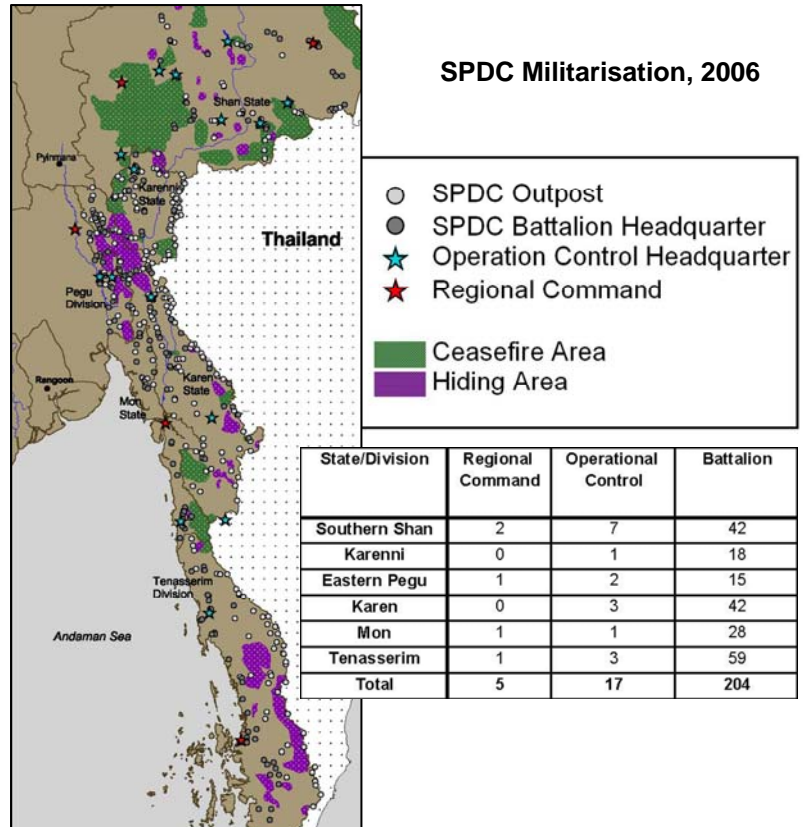 SPDC Militarisation, 2006
Shan State
Pyinmana
Karenni
State
Thailand
Pegu
Division
Rangoon
Karen
State
Mon
State
Tenasserim
Division
Andaman Sea
SPDC Outpost
SPDC Battalion Headquarter
Operation Control Headquarter
Regional Command
Ceasefire Area
Hiding Area
State/Division Regional Command Operational Control Battalion
Southern Shan 2 7 42
Karenni 0 1 18
Eastern Pegu 1 2 15
Karen 0 3 42
Mon 1 1 28
Tenasserim 1 3 59
Total 5 17 204